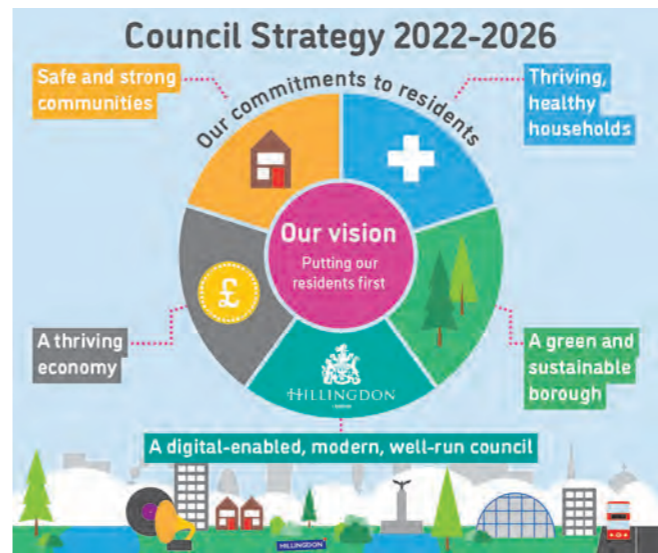 Council Strategy 2022-2026
Our commitments to residents
Safe and strong
communities
Thriving,
healthy
households
Our vision
Putting our
residents first
£
A thriving
economy
A green and
sustainable
borough
HILLINGDON
LONDON
A digital-enabled, modern, well-run council
HILLINGDON